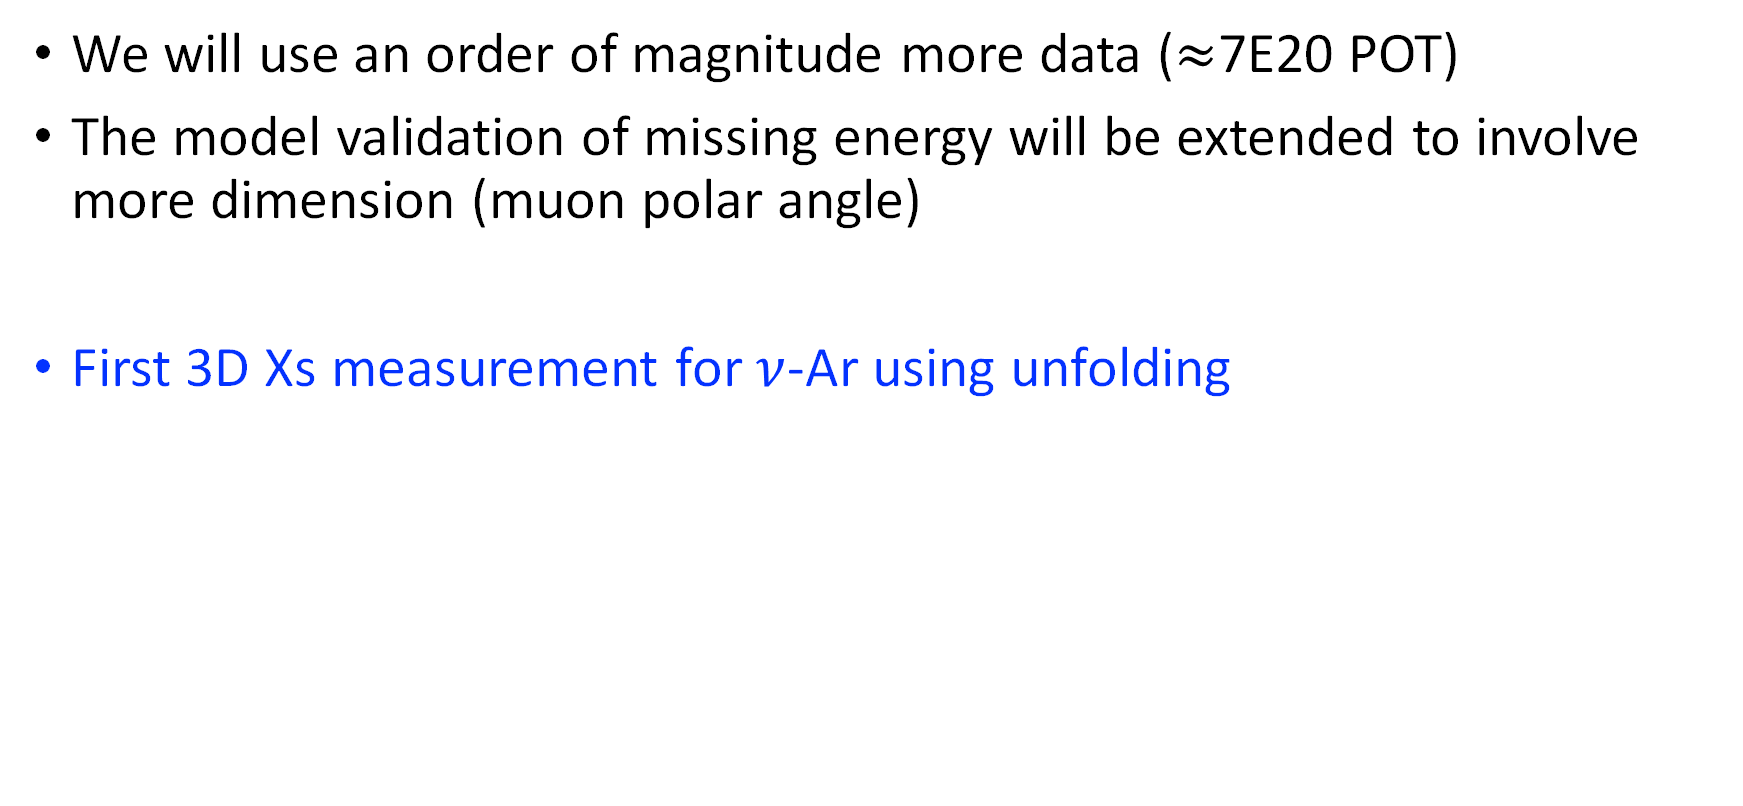 • We will use an order of magnitude more data (≈7E20 POT)
• The model validation of missing energy will be extended to involve
more dimension (muon polar angle)
• First 3D Xs measurement for ν-Ar using unfolding